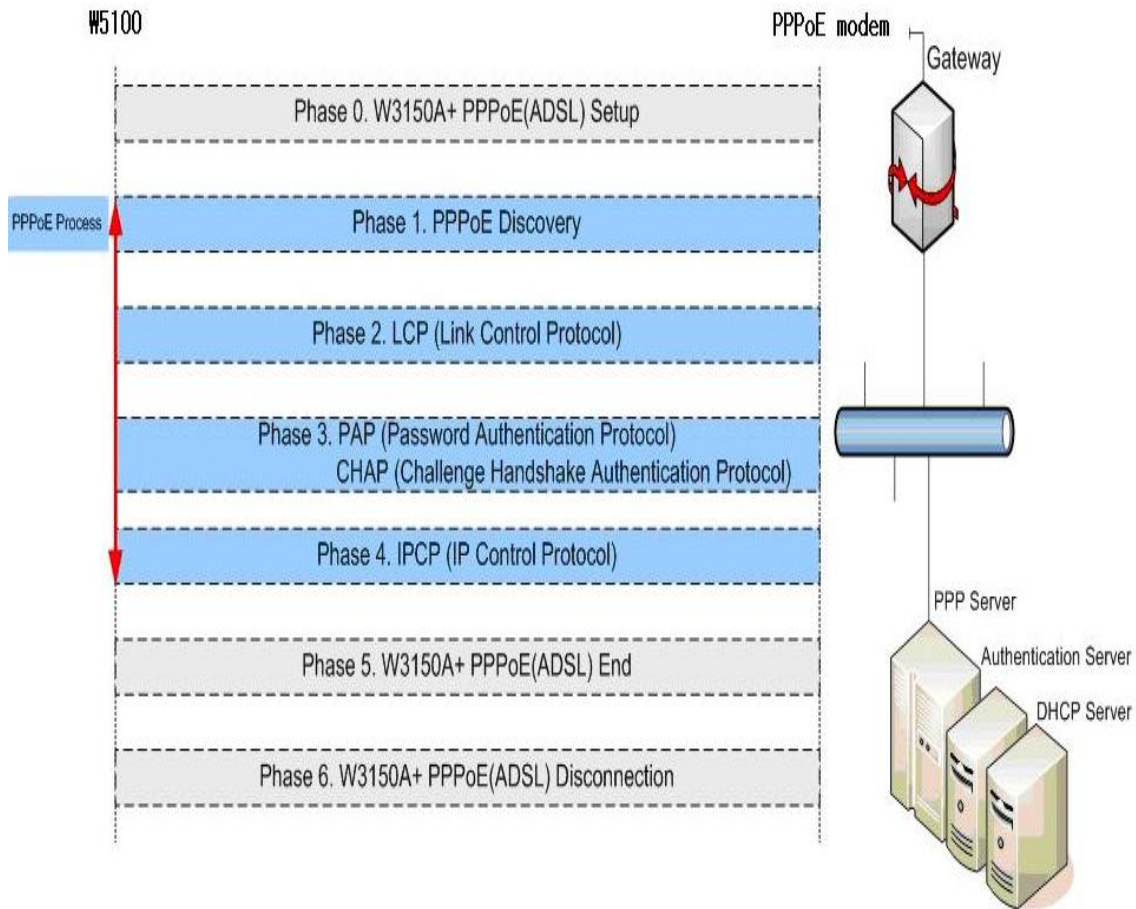 W5100
PPPoE modem
Gateway
Phase 0. W3150A+ PPPoE(ADSL) Setup
PPPoE Process
Phase 1. PPPoE Discovery
Phase 2. LCP (Link Control Protocol)
Phase 3. PAP (Password Authentication Protocol)
CHAP (Challenge Handshake Authentication Protocol)
Phase 4. IPCP (IP Control Protocol)
PPP Server
Phase 5. W3150A+ PPPoE(ADSL) End
Authentication Server
DHCP Server
Phase 6. W3150A+ PPPoE(ADSL) Disconnection